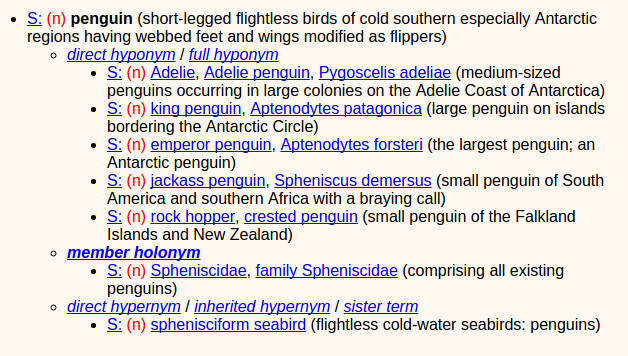 S: (n) penguin (short-legged flightless birds of cold southern especially Antarctic
regions having webbed feet and wings modified as flippers)
direct hyponym / full hyponym
S: (n) Adelie, Adelie penguin, Pygoscelis adeliae (medium-sized
penguins occurring in large colonies on the Adelie Coast of Antarctica)
S: (n) king penguin, Aptenodytes patagonica (large penguin on islands
bordering the Antarctic Circle)
S: (n) emperor penguin, Aptenodytes forsteri (the largest penguin; an
Antarctic penguin)
S: (n) jackass penguin, Spheniscus demersus (small penguin of South
America and southern Africa with a braying call)
S: (n) rock hopper, crested penguin (small penguin of the Falkland
Islands and New Zealand)
member holonym
S: (n) Spheniscidae, family Spheniscidae (comprising all existing
penguins)
direct hypernym / inherited hypernym / sister term
S: (n) sphenisciform seabird (flightless cold-water seabirds: penguins)